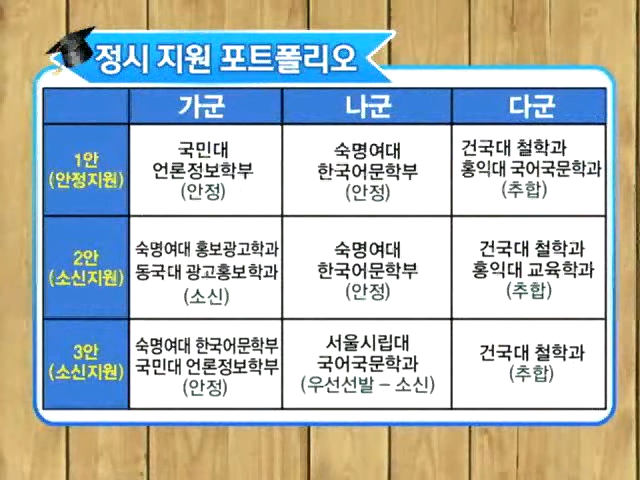 정시 지원 포트폴리오
가군
나군
다군
1안
(안정지원)
국민대
언론정보학부
(안정)
숙명여대
한국어문학부
(안정)
건국대 철학과
홍익대 국어국문학과
(추합)
2안
(소신지원)
숙명여대 홍보광고학과
동국대 광고홍보학과
(소신)
숙명여대
한국어문학부
(안정)
건국대 철학과
홍익대 교육학과
(추합)
3안
(소신지원)
숙명여대 한국어문학부
국민대 언론정보학부
(안정)
서울시립대
국어국문학과
(우선선발 - 소신)
건국대 철학과
(추합)